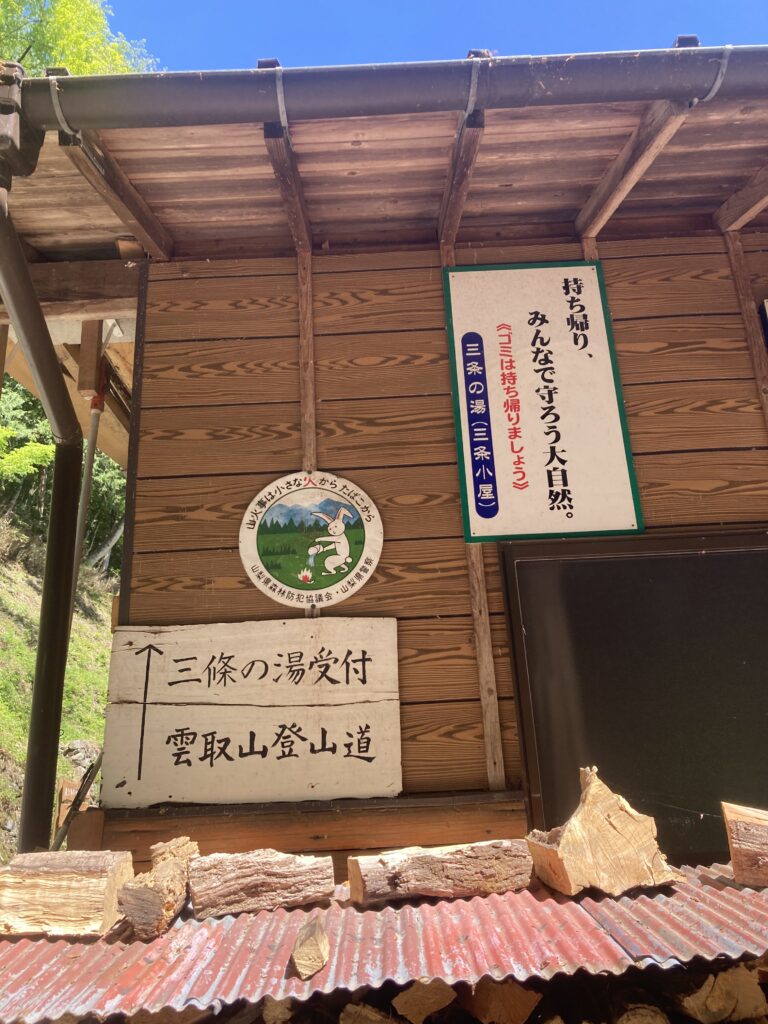 持ち帰り、
みんなで守ろう大自然。
《ゴミは持ち帰りましょう》
三条の湯(三条小屋)
山火事は小さな火からたばこから
山梨県森林防犯協議会・山梨県警察
三條の湯受付
雲取山登山道